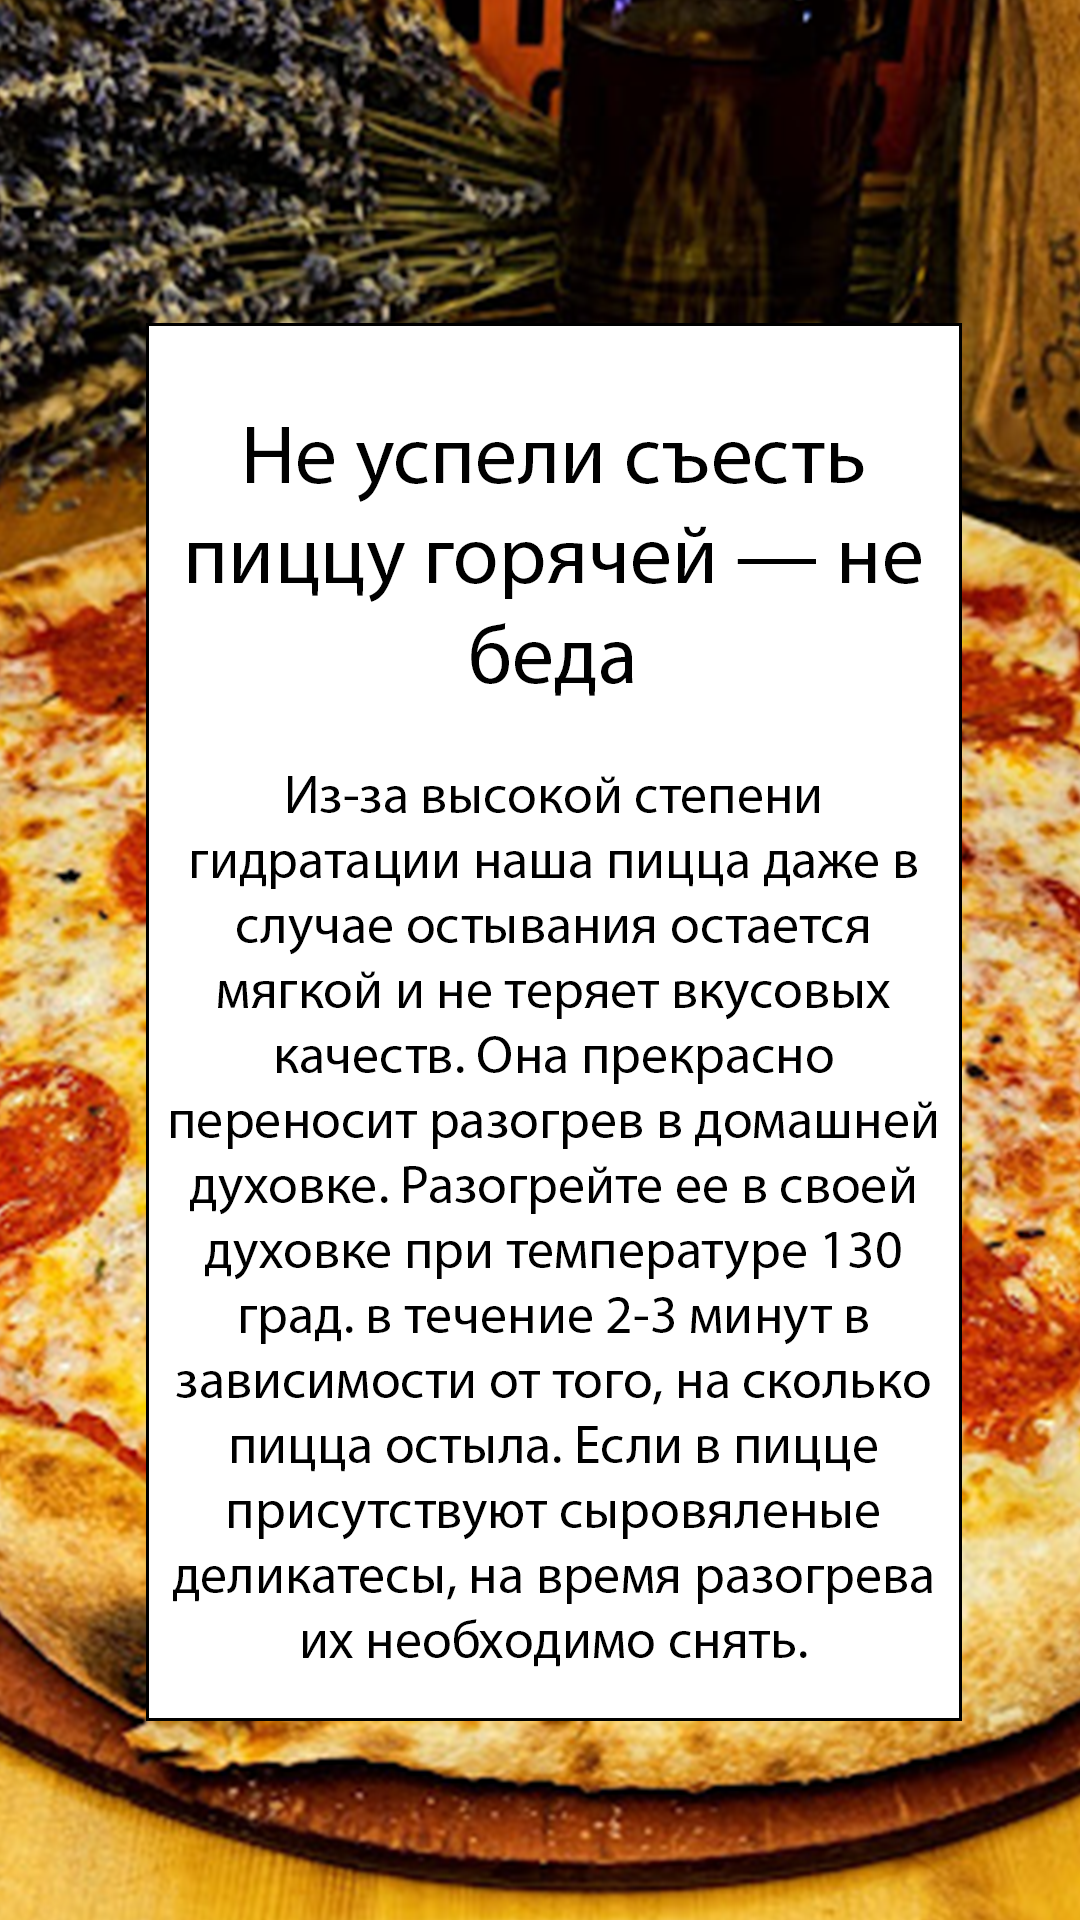 Не успели съесть
пиццу горячей — не
беда
Из-за высокой степени
гидратации наша пицца даже в
случае остывания остается
мягкой и не теряет вкусовых
качеств. Она прекрасно
переносит разогрев в домашней
духовке. Разогрейте ее в своей
духовке при температуре 130
град. в течение 2-3 минут в
зависимости от того, на сколько
пицца остыла. Если в пицце
присутствуют сыровяленые
деликатесы, на время разогрева
их необходимо снять.